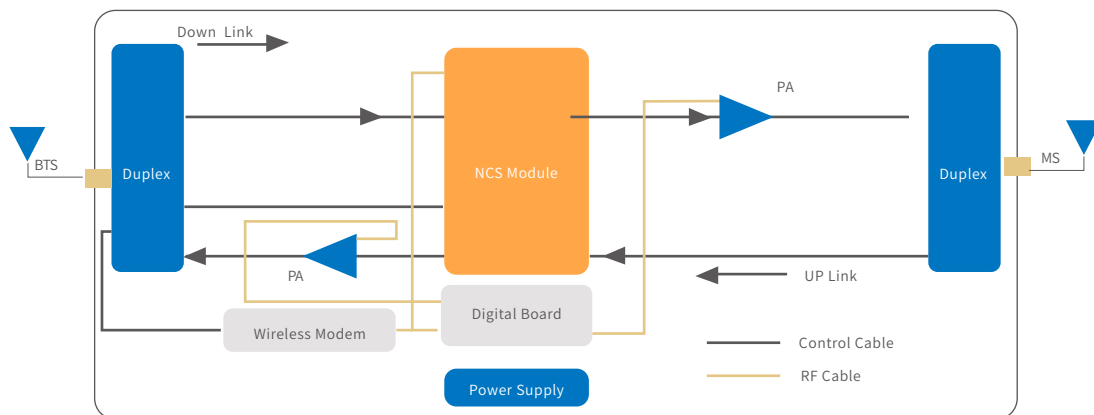 Down Link
PA
BTS
Duplex
NCS Module
Duplex
MS
PA
UP Link
Digital Board
Wireless Modem
Control Cable
RF Cable
Power Supply